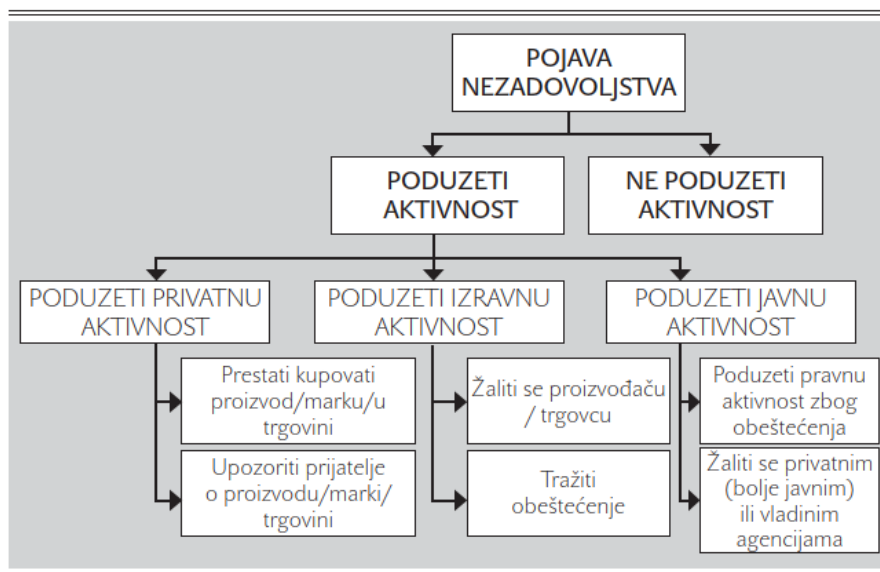 POJAVA
NEZADOVOLJSTVA
PODUZETI
AKTIVNOST
NE PODUZETI
AKTIVNOST
PODUZETI PRIVATNU
AKTIVNOST
PODUZETI IZRAVNU
AKTIVNOST
PODUZETI JAVNU
AKTIVNOST
Prestati kupovati
proizvod/marku/u
trgovini
Upozoriti prijatelje
o proizvodu/marki/
trgovini
Žaliti se proizvođaču
/ trgovcu
Tražiti
obeštećenje
Poduzeti pravnu
aktivnost zbog
obeštećenja
Žaliti se privatnim
(bolje javnim)
ili vladinim
agencijama